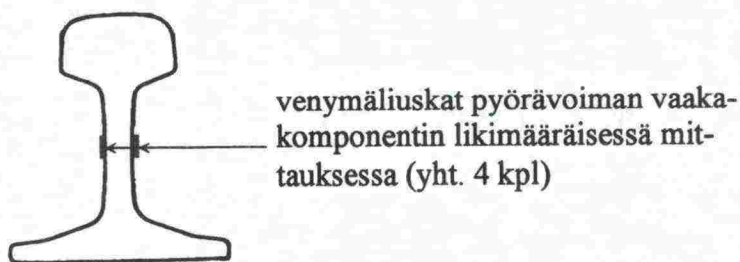 venymäliuskat pyörävoiman vaaka-
komponentin likimääräisessä mit-
tauksessa (yht. 4 kpl)